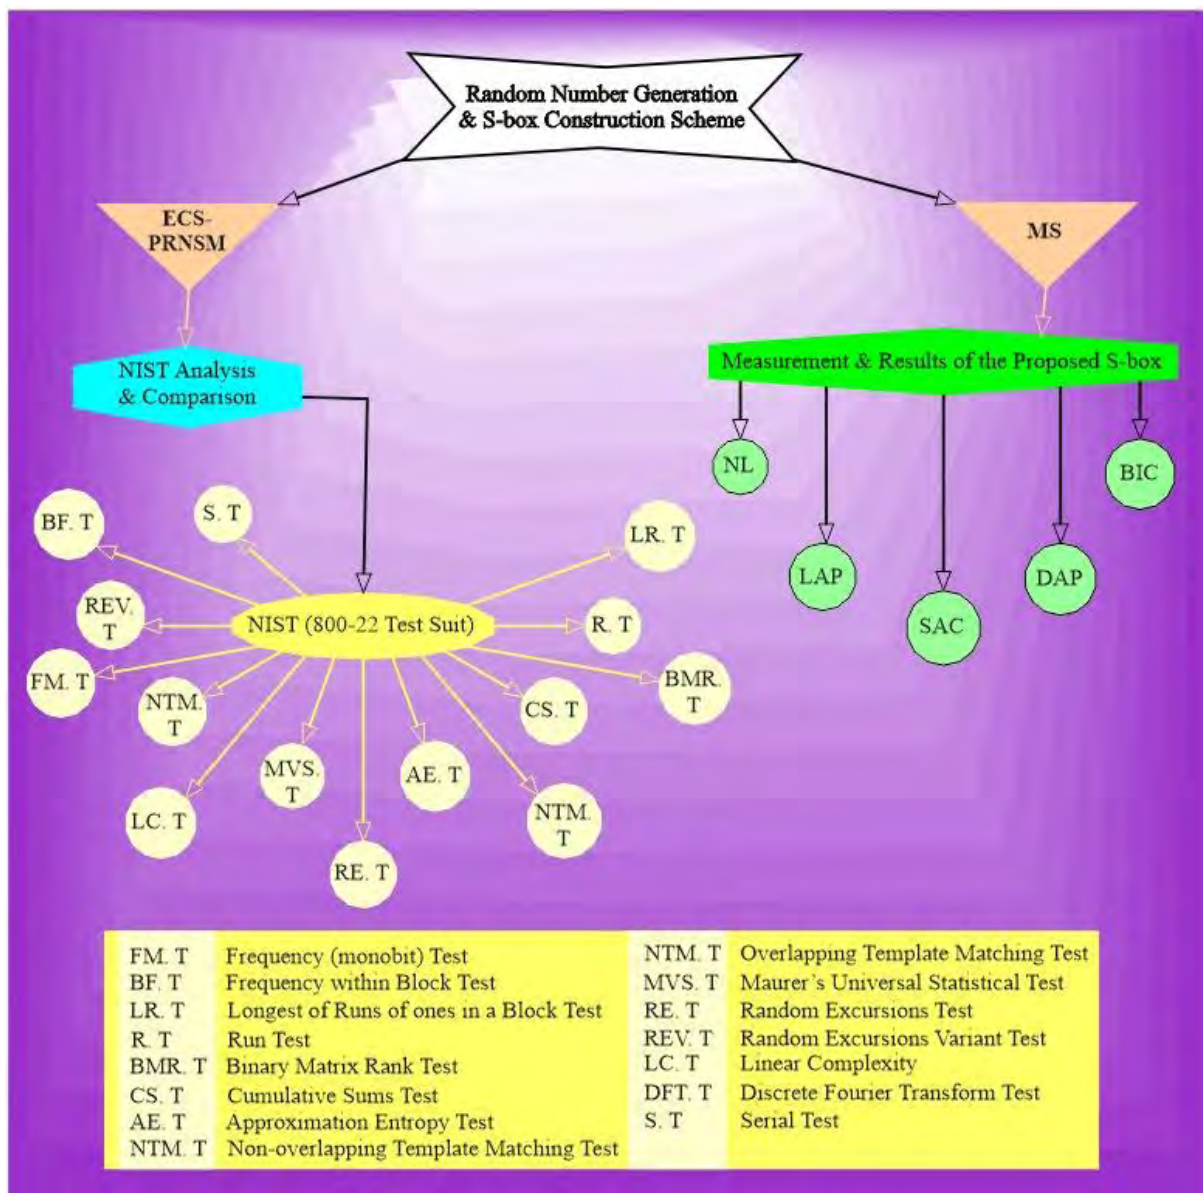 Random Number Generation
& S-box Construction Scheme
ECS-
PRNSM
MS
NIST Analysis
& Comparison
Measurement & Results of the Proposed S-box
NL
BIC
LAP
DAP
SAC
BF. T
S. T
LR. T
REV.
T
NIST (800-22 Test Suit)
R. T
FM. T
NTM.
T
CS. T
BMR.
T
MVS.
T
AE. T
LC. T
NTM.
T
RE. T
FM. T Frequency (monobit) Test
BF. T Frequency within Block Test
LR. T Longest of Runs of ones in a Block Test
R. T Run Test
BMR. T Binary Matrix Rank Test
CS. T Cumulative Sums Test
AE. T Approximation Entropy Test
NTM. T Non-overlapping Template Matching Test
NTM. T Overlapping Template Matching Test
MVS. T Maurer's Universal Statistical Test
RE. T Random Excursions Test
REV. T Random Excursions Variant Test
LC. T Linear Complexity
DFT. T Discrete Fourier Transform Test
S. T Serial Test